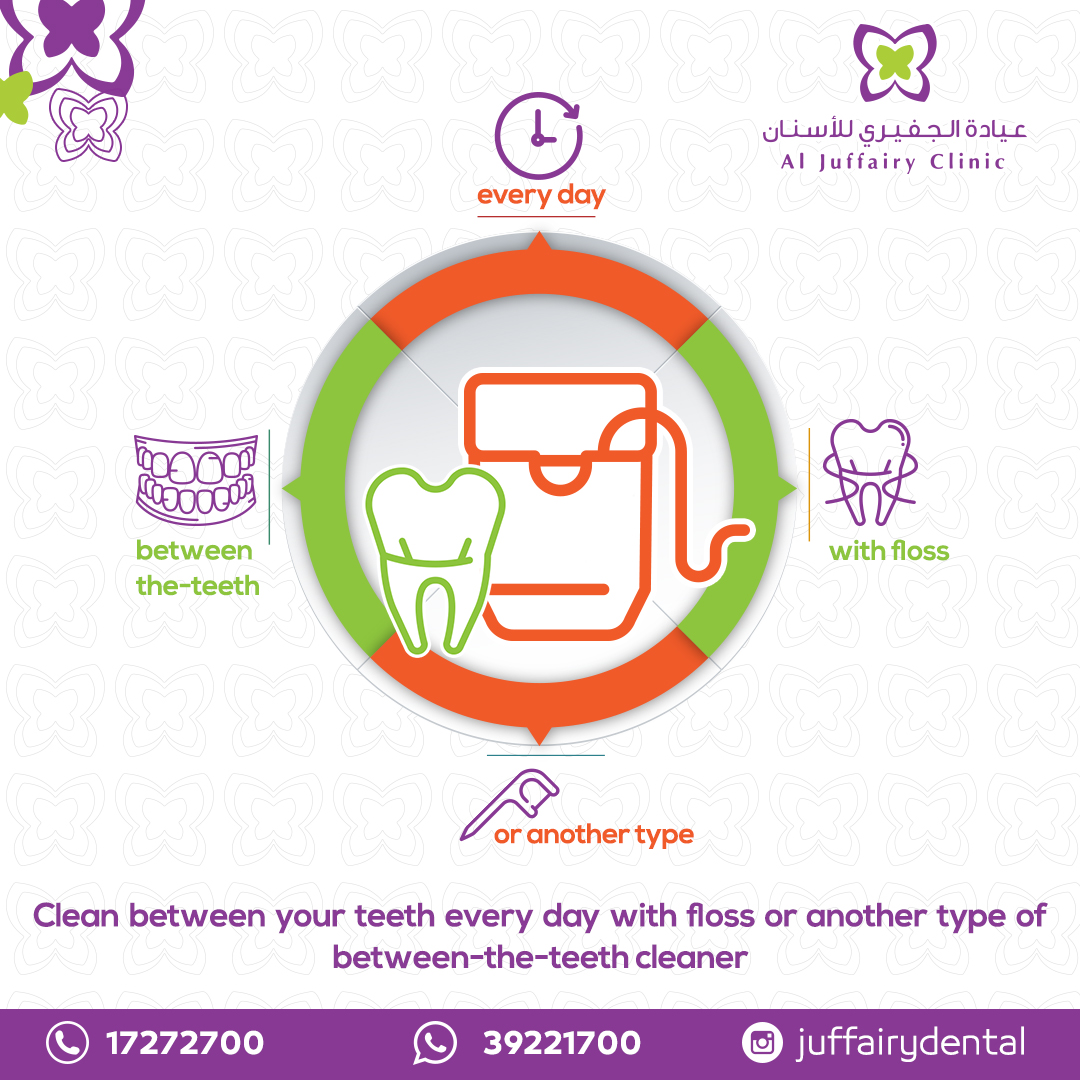 عيادة الجفيري للأسنان
Al Juffairy Clinic
every day
between
the-teeth
with floss
or another type
Clean between your teeth every day with floss or another type of
between-the-teeth cleaner
17272700
39221700
juffairydental